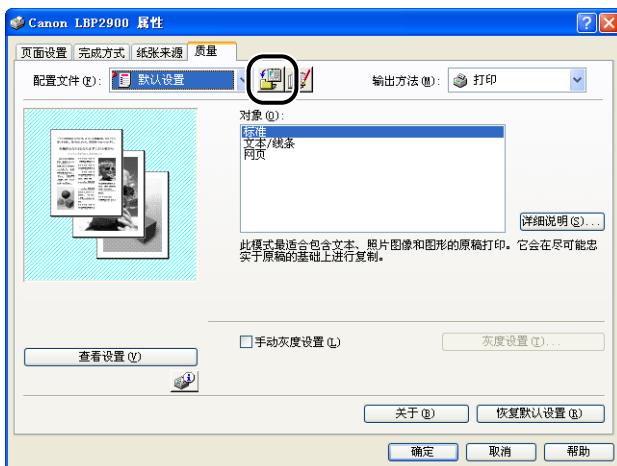 Canon LBP2900 属性
页面设置 完成方式 纸张来源 质量
配置文件(F): 默认设置 输出方法(M): 打印
对象(O):
标准
文本/线条
网页
详细说明(S)...
此模式最适合包含文本、照片图像和图形的原稿打印。它会在尽可能忠
实于原稿的基础上进行复制。
手动灰度设置(L) 灰度设置(T)...
查看设置(V)
关于(B) 恢复默认设置(R)
确定 取消 帮助